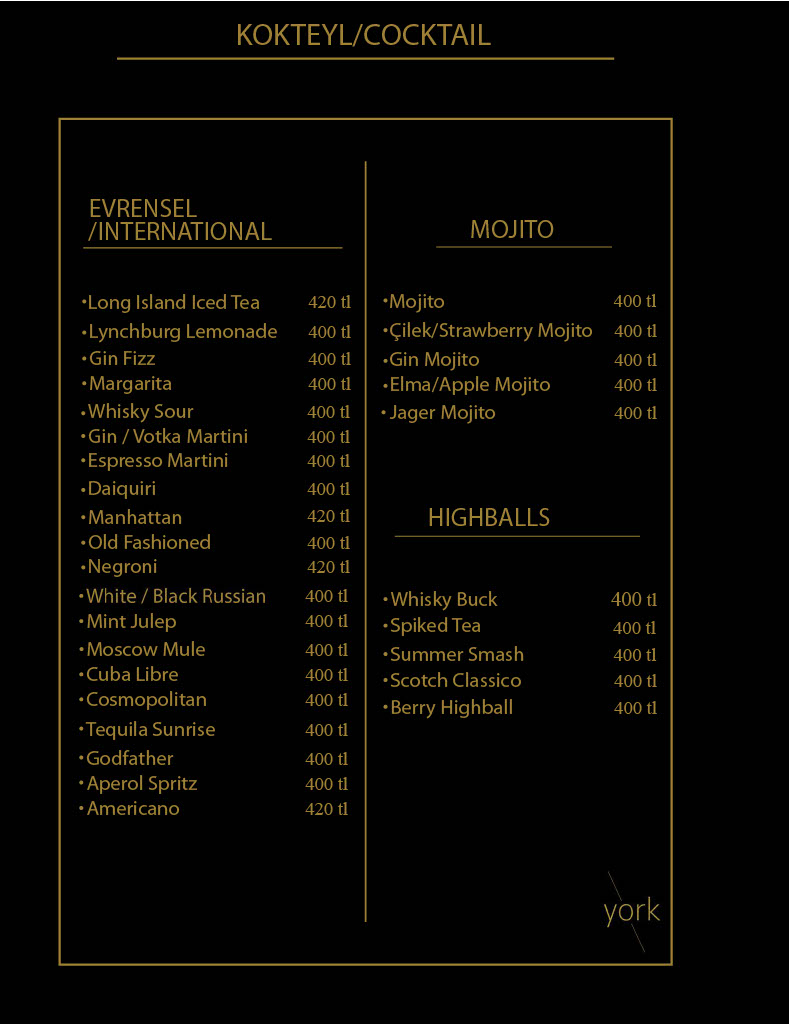 KOKTEYL/COCKTAIL
EVRENSEL
/INTERNATIONAL
•Long Island Iced Tea 420 tl
•Lynchburg Lemonade 400 tl
•Gin Fizz 400 tl
•Margarita 400 tl
•Whisky Sour 400 tl
•Gin / Votka Martini 400 tl
•Espresso Martini 400 tl
•Daiquiri 400 tl
•Manhattan 420 tl
•Old Fashioned 400 tl
•Negroni 420 tl
•White / Black Russian 400 tl
•Mint Julep 400 tl
•Moscow Mule 400 tl
•Cuba Libre 400 tl
•Cosmopolitan 400 tl
•Tequila Sunrise 400 tl
•Godfather 400 tl
•Aperol Spritz 400 tl
•Americano 420 tl
MOJITO
•Mojito 400 tl
•Çilek/Strawberry Mojito 400 tl
•Gin Mojito 400 tl
•Elma/Apple Mojito 400 tl
•Jager Mojito 400 tl
HIGHBALLS
•Whisky Buck 400 tl
•Spiked Tea 400 tl
•Summer Smash 400 tl
•Scotch Classico 400 tl
•Berry Highball 400 tl
york